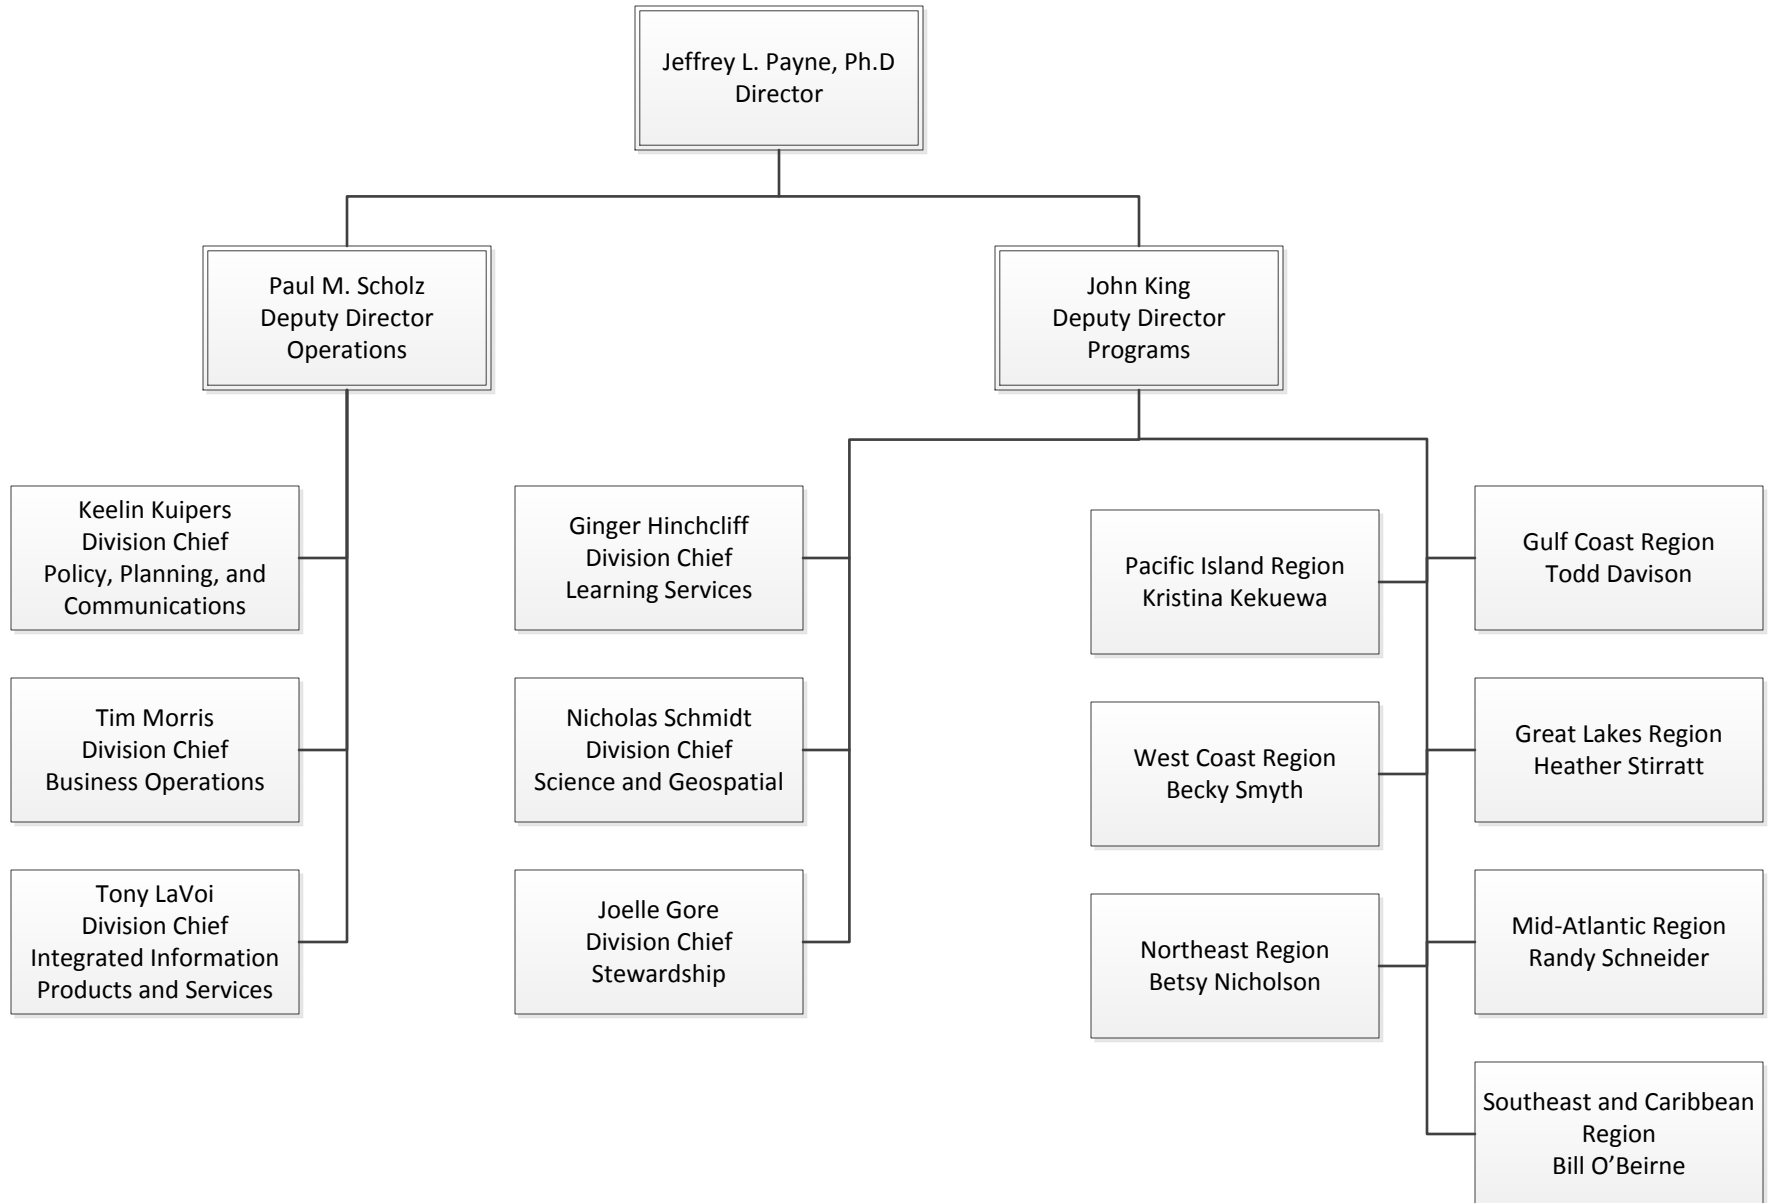 Jeffrey L. Payne, Ph.D
Director
Paul M. Scholz
Deputy Director
Operations
John King
Deputy Director
Programs
Keelin Kuipers
Division Chief
Policy, Planning, and
Communications
Tim Morris
Division Chief
Business Operations
Tony LaVoi
Division Chief
Integrated Information
Products and Services
Ginger Hinchcliff
Division Chief
Learning Services
Nicholas Schmidt
Division Chief
Science and Geospatial
Joelle Gore
Division Chief
Stewardship
Pacific Island Region
Kristina Kekuewa
West Coast Region
Becky Smyth
Northeast Region
Betsy Nicholson
Gulf Coast Region
Todd Davison
Great Lakes Region
Heather Stirratt
Mid-Atlantic Region
Randy Schneider
Southeast and Caribbean
Region
Bill O’Beirne